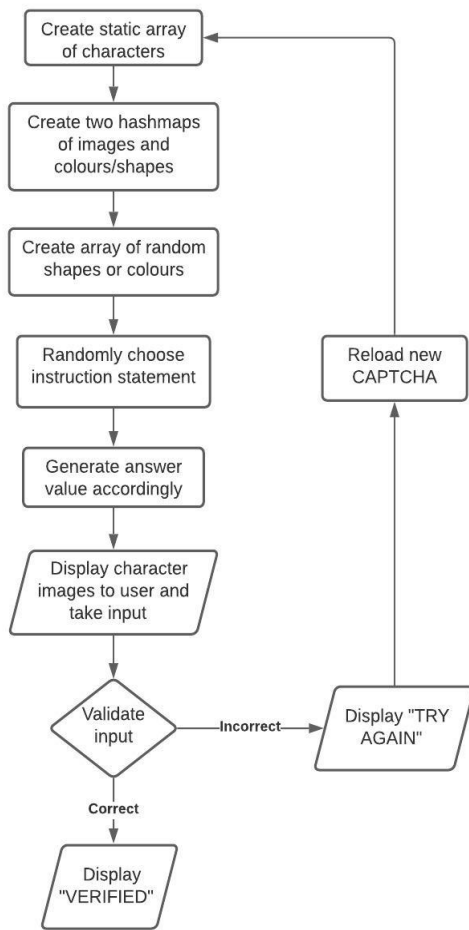 Create static array
of characters
Create two hashmaps
of images and
colours/shapes
Create array of random
shapes or colours
Randomly choose
instruction statement
Reload new
CAPTCHA
Generate answer
value accordingly
Display character
images to user and
take input
Validate
input
Incorrect
Display "TRY
AGAIN"
Correct
Display
"VERIFIED"